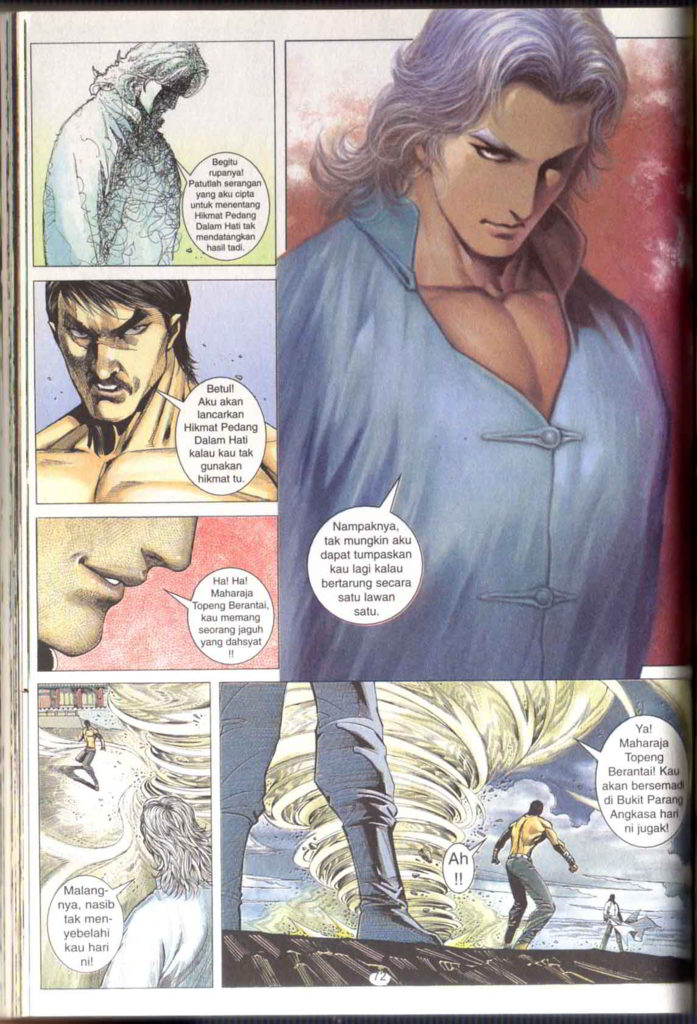 Begitu
rupanya!
Patutlah serangan
yang aku cipta
untuk menentang
Hikmat Pedang
Dalam Hati
tak
mendatangkan
hasil tadi.
Betul!
Aku akan
lancarkan
Hikmat Pedang
Dalam Hati
kalau kau tak
gunakan
hikmat tu.
Nampaknya,
tak mungkin aku
dapat tumpaskan
kau lagi kalau
bertarung secara
satu lawan
satu.
Ha! Ha!
Maharaja
Topeng Berantai,
kau memang
seorang jaguh
yang dahsyat
!!
Malang-
nya, nasib
tak men-
yebelahi
kau hari
ni!
Ah
!!
Ya!
Maharaja
Topeng
Berantai! Kau
akan bersemadi
di Bukit Parang
Angkasa hari
ni jugak!
72